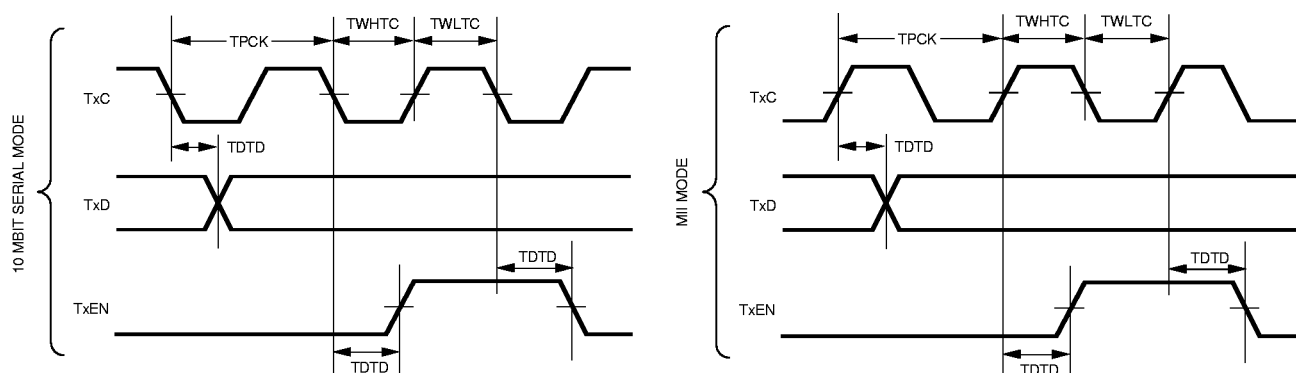 10 MBIT SERIAL MODE
TWHTC TWLTC
TPCK
TxC
TDTD
TxD
TDTD
TxEN
TDTD
MII MODE
TWHTC TWLTC
TPCK
TxC
TDTD
TxD
TDTD
TxEN
TDTD